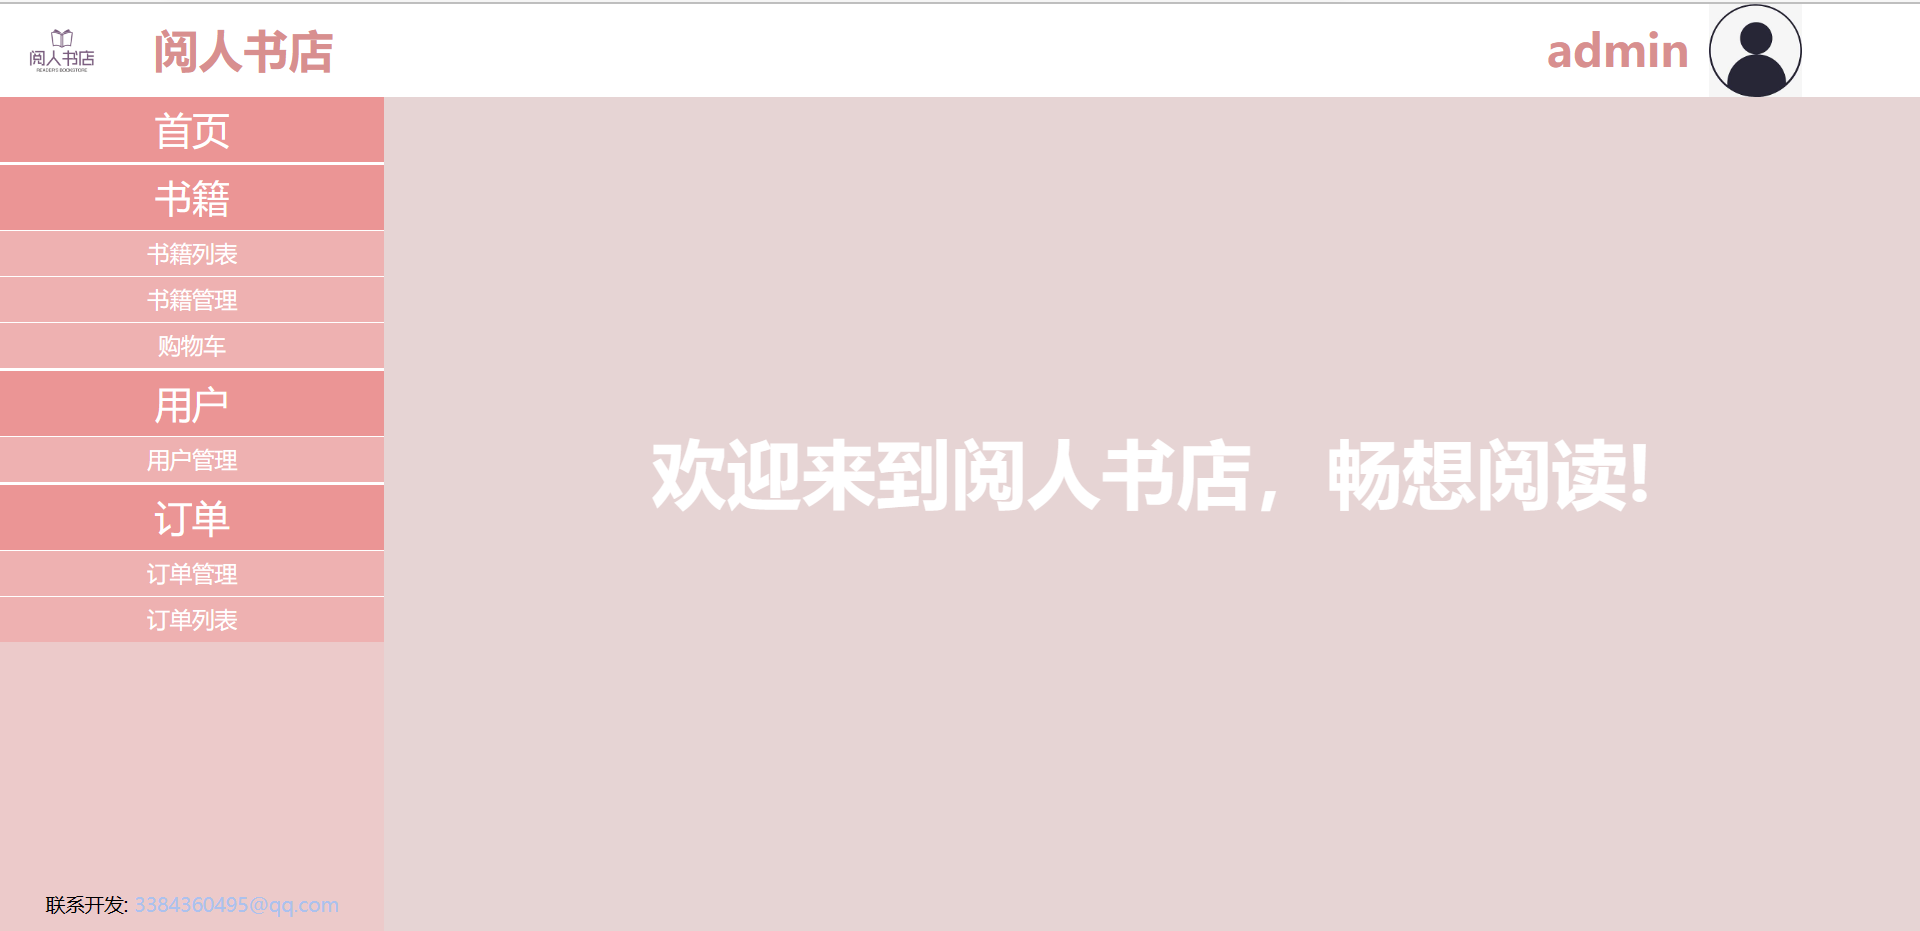 阅人书店
READERS BOOKSTORE
阅人书店
admin
首页
书籍
书籍列表
书籍管理
购物车
用户
用户管理
订单
订单管理
订单列表
欢迎来到阅人书店，畅想阅读!
联系开发: 3384360495@qq.com